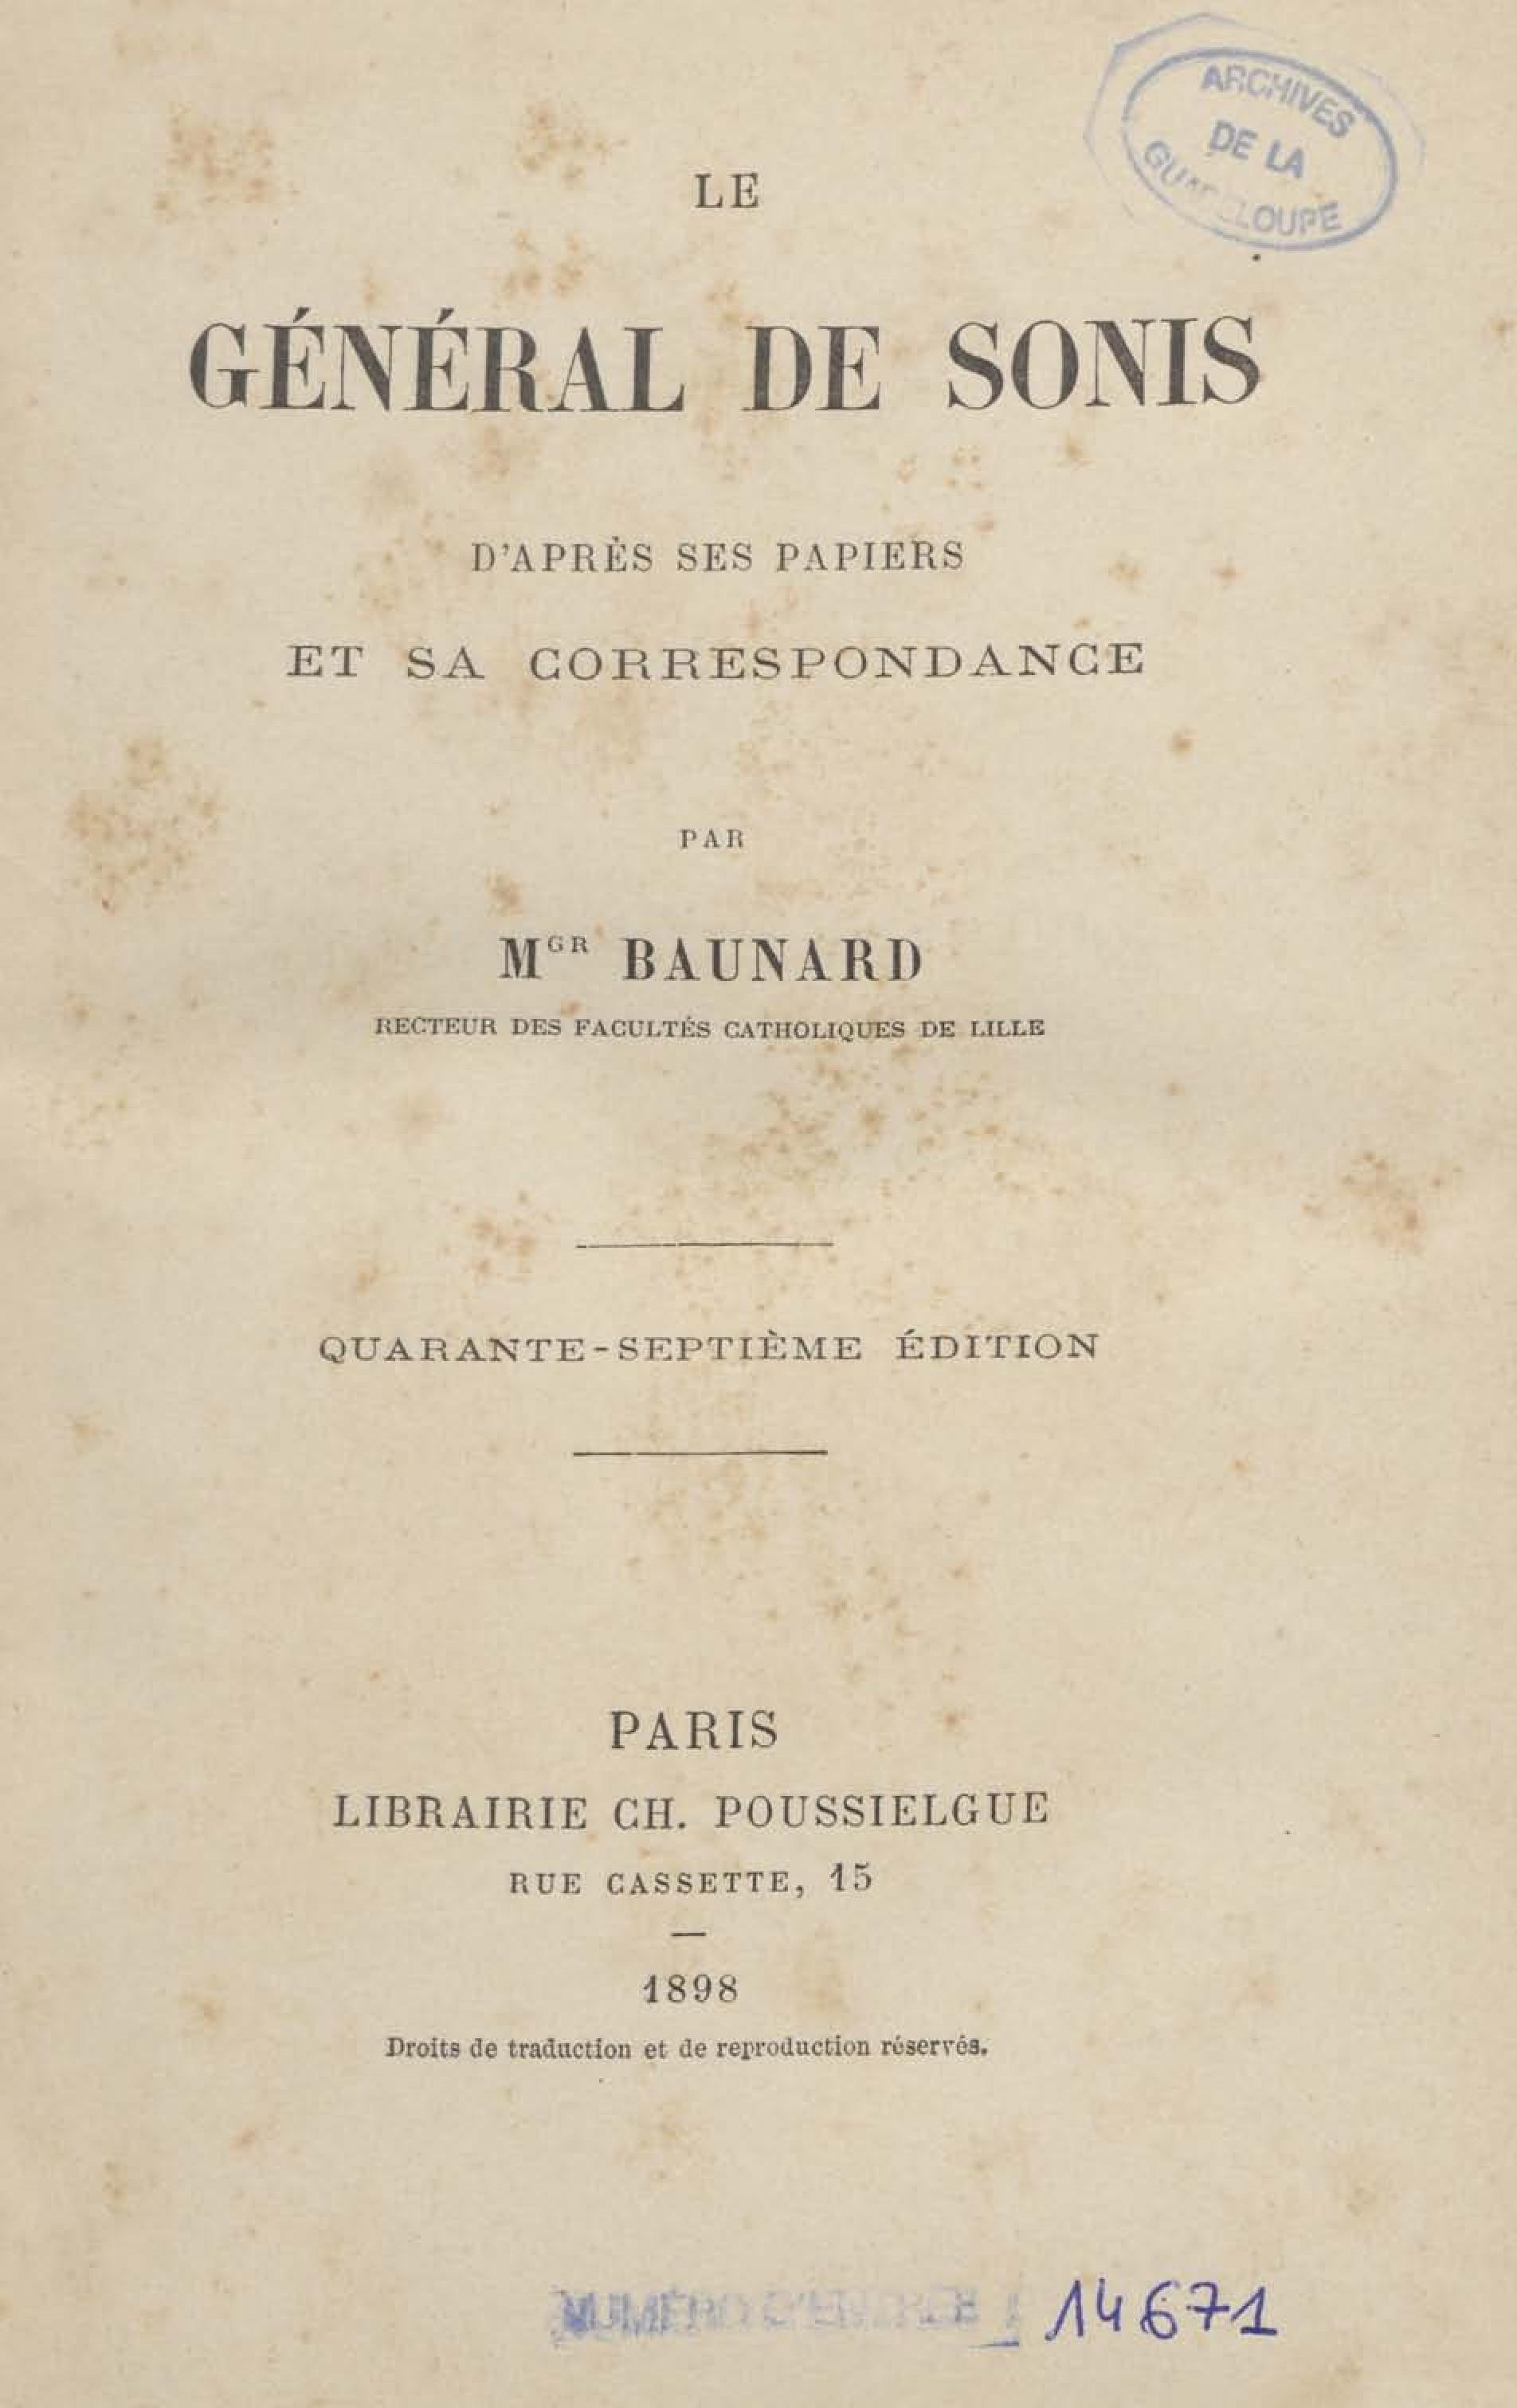 ARCHIVES
DE LA
GUADELOUPE
LE
GÉNÉRAL DE SONIS
D'APRÈS SES PAPIERS
ET SA CORRESPONDANCE
PAR
MGR BAUNARD
RECTEUR DES FACULTÉS CATHOLIQUES DE LILLE
QUARANTE-SEPTIÈME ÉDITION
PARIS
LIBRAIRIE CH. POUSSIELGUE
RUE CASSETTE, 15
1898
Droits de traduction et de reproduction réservés.
NUMÉRO D'ENTRÉE 14671